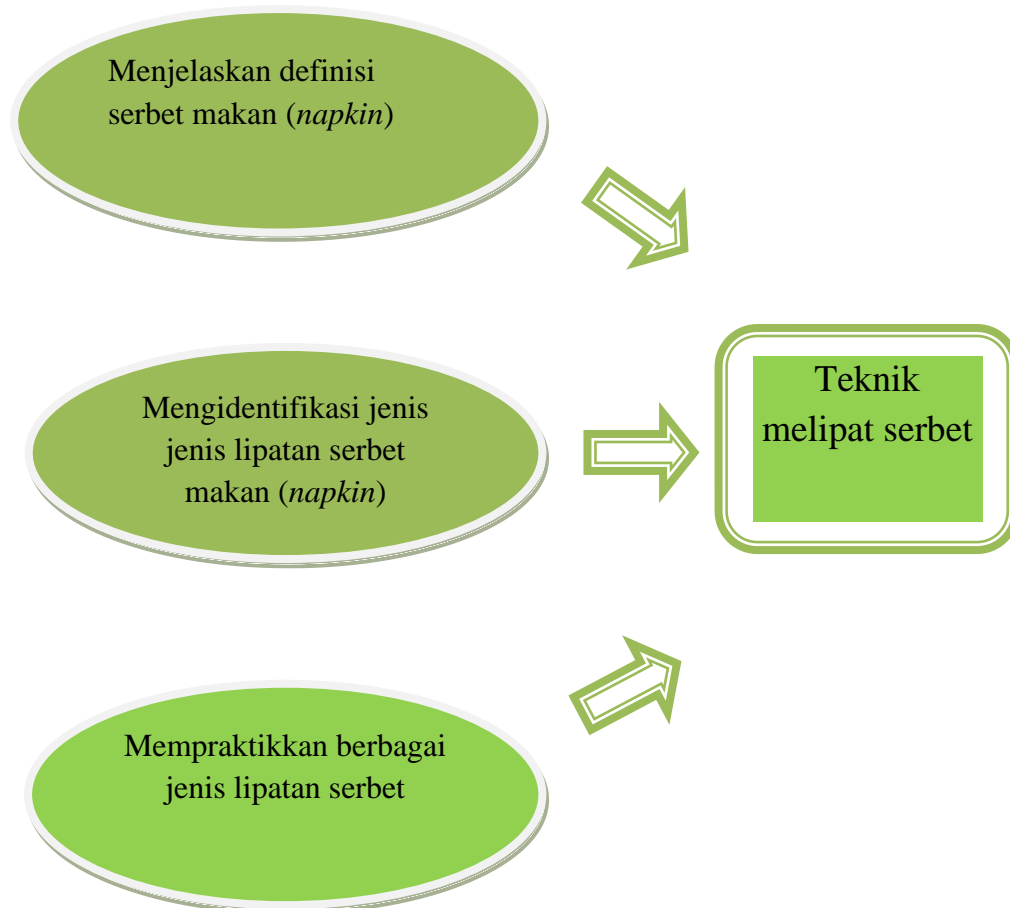 Menjelaskan definisi
serbet makan (napkin)
Mengidentifikasi jenis
jenis lipatan serbet
makan (napkin)
Teknik
melipat serbet
Mempraktikkan berbagai
jenis lipatan serbet